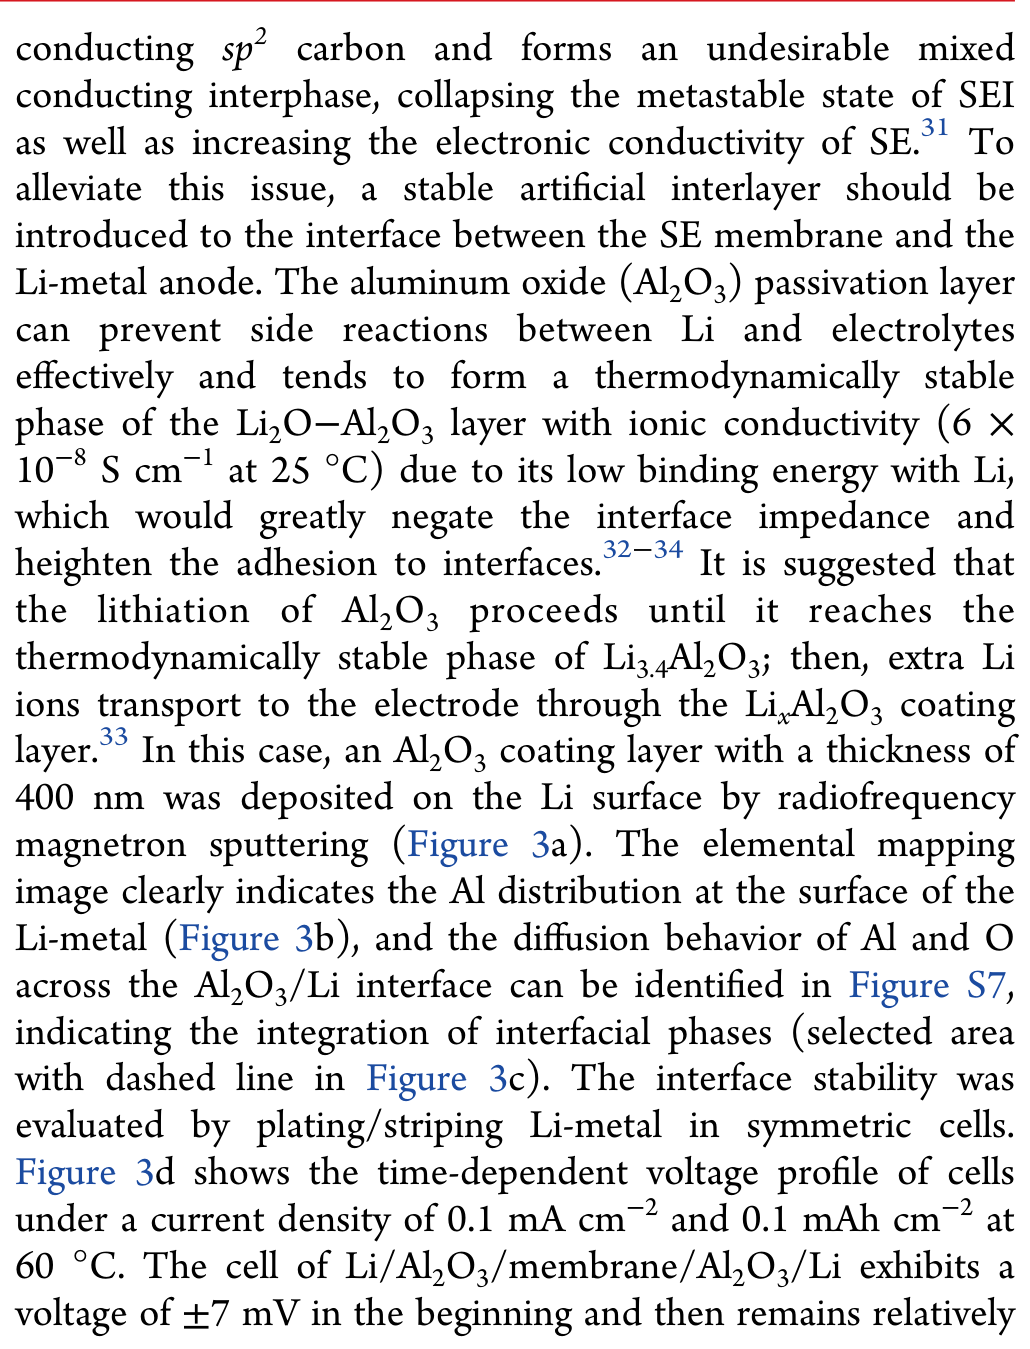 conducting sp² carbon and forms an undesirable mixed
conducting interphase, collapsing the metastable state of SEI
as well as increasing the electronic conductivity of SE.³¹ To
alleviate this issue, a stable artificial interlayer should be
introduced to the interface between the SE membrane and the
Li-metal anode. The aluminum oxide (Al₂O₃) passivation layer
can prevent side reactions between Li and electrolytes
effectively and tends to form a thermodynamically stable
phase of the Li₂O−Al₂O₃ layer with ionic conductivity (6 ×
10⁻⁸ S cm⁻¹ at 25 °C) due to its low binding energy with Li,
which would greatly negate the interface impedance and
heighten the adhesion to interfaces.³²⁻³⁴ It is suggested that
the lithiation of Al₂O₃ proceeds until it reaches the
thermodynamically stable phase of Li₃.₄Al₂O₃; then, extra Li
ions transport to the electrode through the LiₓAl₂O₃ coating
layer.³³ In this case, an Al₂O₃ coating layer with a thickness of
400 nm was deposited on the Li surface by radiofrequency
magnetron sputtering (Figure 3a). The elemental mapping
image clearly indicates the Al distribution at the surface of the
Li-metal (Figure 3b), and the diffusion behavior of Al and O
across the Al₂O₃/Li interface can be identified in Figure S7,
indicating the integration of interfacial phases (selected area
with dashed line in Figure 3c). The interface stability was
evaluated by plating/striping Li-metal in symmetric cells.
Figure 3d shows the time-dependent voltage profile of cells
under a current density of 0.1 mA cm⁻² and 0.1 mAh cm⁻² at
60 °C. The cell of Li/Al₂O₃/membrane/Al₂O₃/Li exhibits a
voltage of ±7 mV in the beginning and then remains relatively